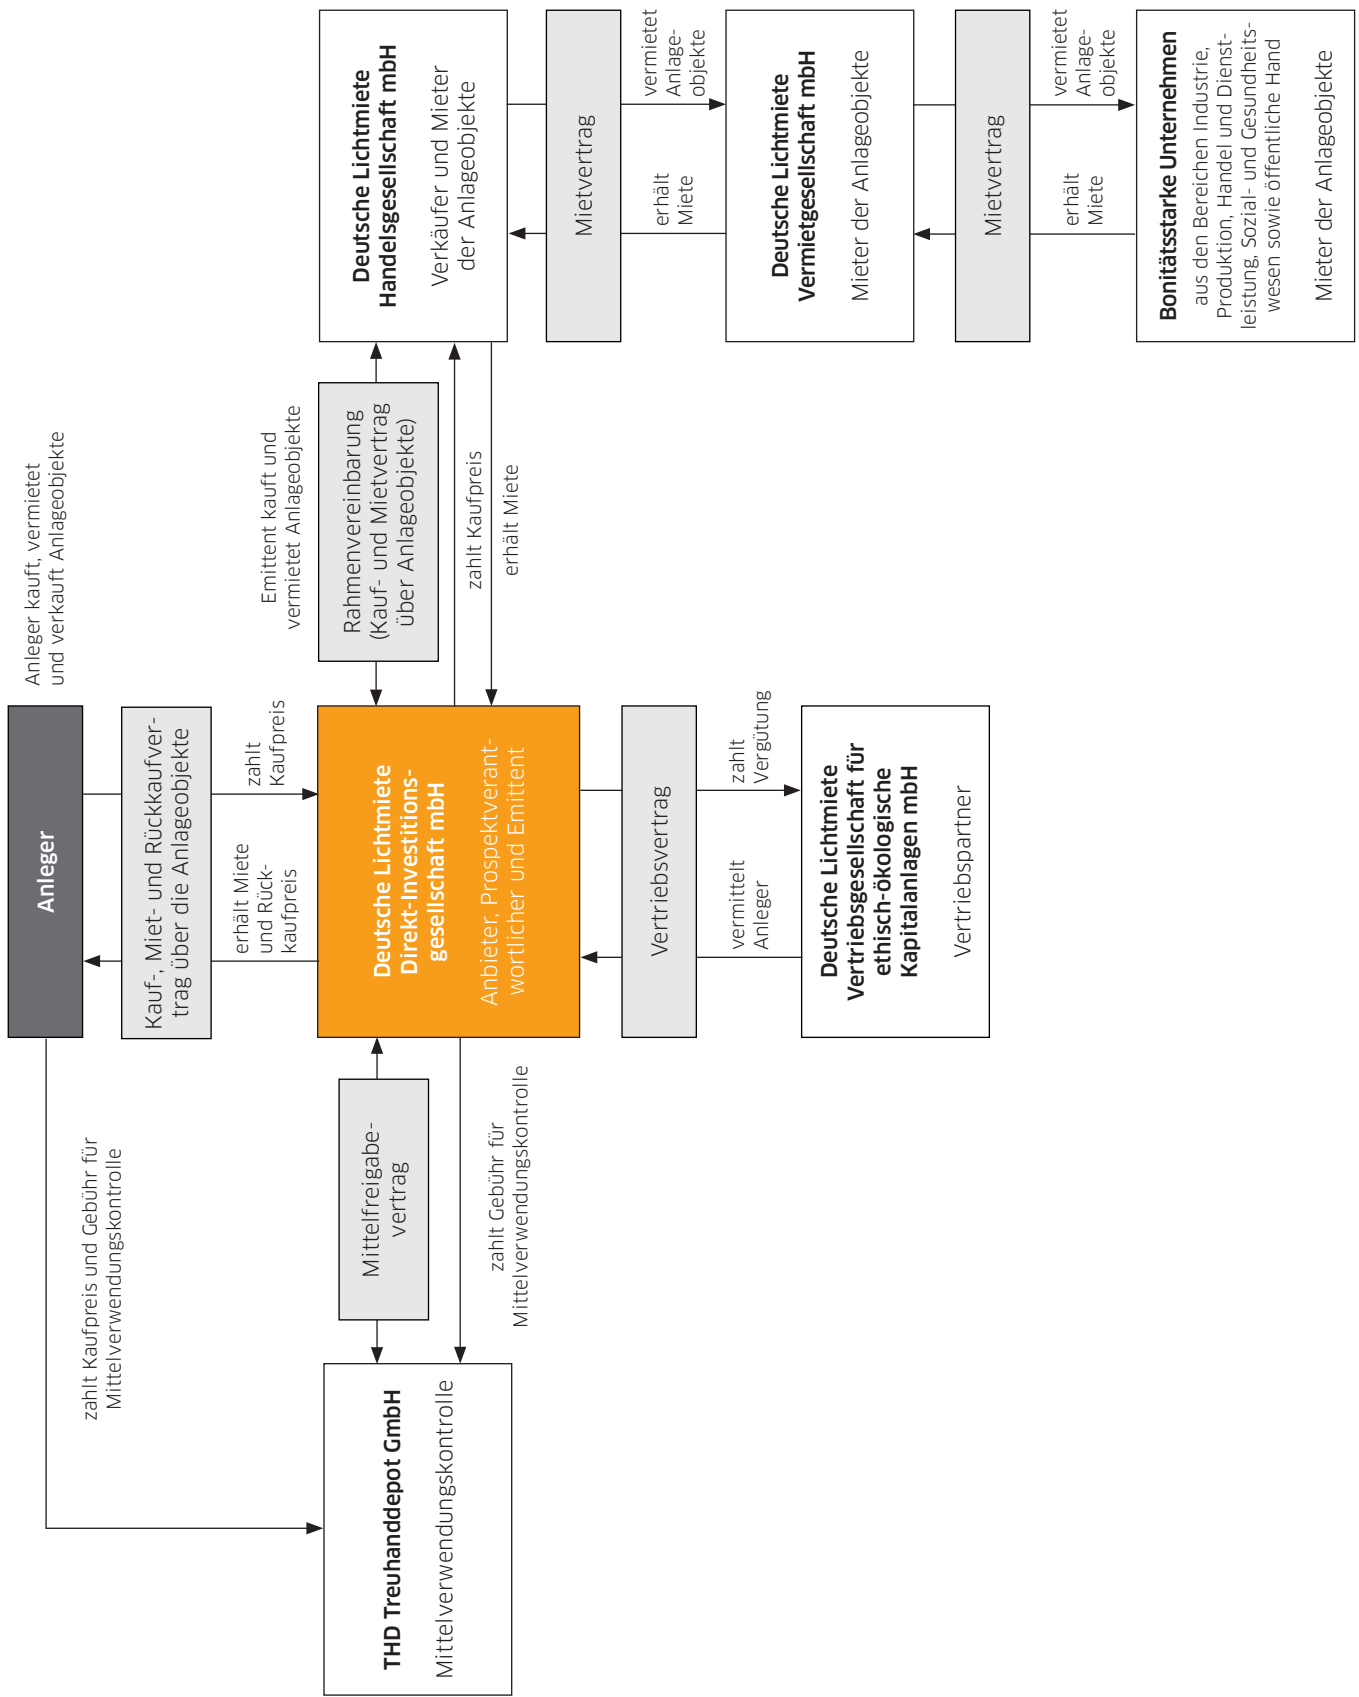 Anleger
Anleger kauft, vermietet
und verkauft Anlageobjekte
zahlt Kaufpreis und Gebühr für
Mittelverwendungskontrolle
Kauf-, Miet- und Rückkaufver-
trag über die Anlageobjekte
erhält Miete
und Rück-
kaufpreis
zahlt
Kaufpreis
THD Treuhanddepot GmbH
Mittelverwendungskontrolle
Mittelfreigabe-
vertrag
zahlt Gebühr für
Mittelverwendungskontrolle
Deutsche Lichtmiete
Direkt-Investitions-
gesellschaft mbH
Anbieter, Prospektverant-
wortlicher und Emittent
Emittent kauft und
vermietet Anlageobjekte
Rahmenvereinbarung
(Kauf- und Mietvertrag
über Anlageobjekte)
zahlt Kaufpreis
erhält Miete
Deutsche Lichtmiete
Handelsgesellschaft mbH
Verkäufer und Mieter
der Anlageobjekte
Mietvertrag
erhält
Miete
vermietet
Anlage-
objekte
Vertriebsvertrag
vermittelt
Anleger
zahlt
Vergütung
Deutsche Lichtmiete
Vertriebsgesellschaft für
ethisch-ökologische
Kapitalanlagen mbH
Vertriebspartner
Deutsche Lichtmiete
Vermietgesellschaft mbH
Mieter der Anlageobjekte
Mietvertrag
erhält
Miete
vermietet
Anlage-
objekte
Bonitätsstarke Unternehmen
aus den Bereichen Industrie,
Produktion, Handel und Dienst-
leistung, Sozial- und Gesundheits-
wesen sowie öffentliche Hand
Mieter der Anlageobjekte